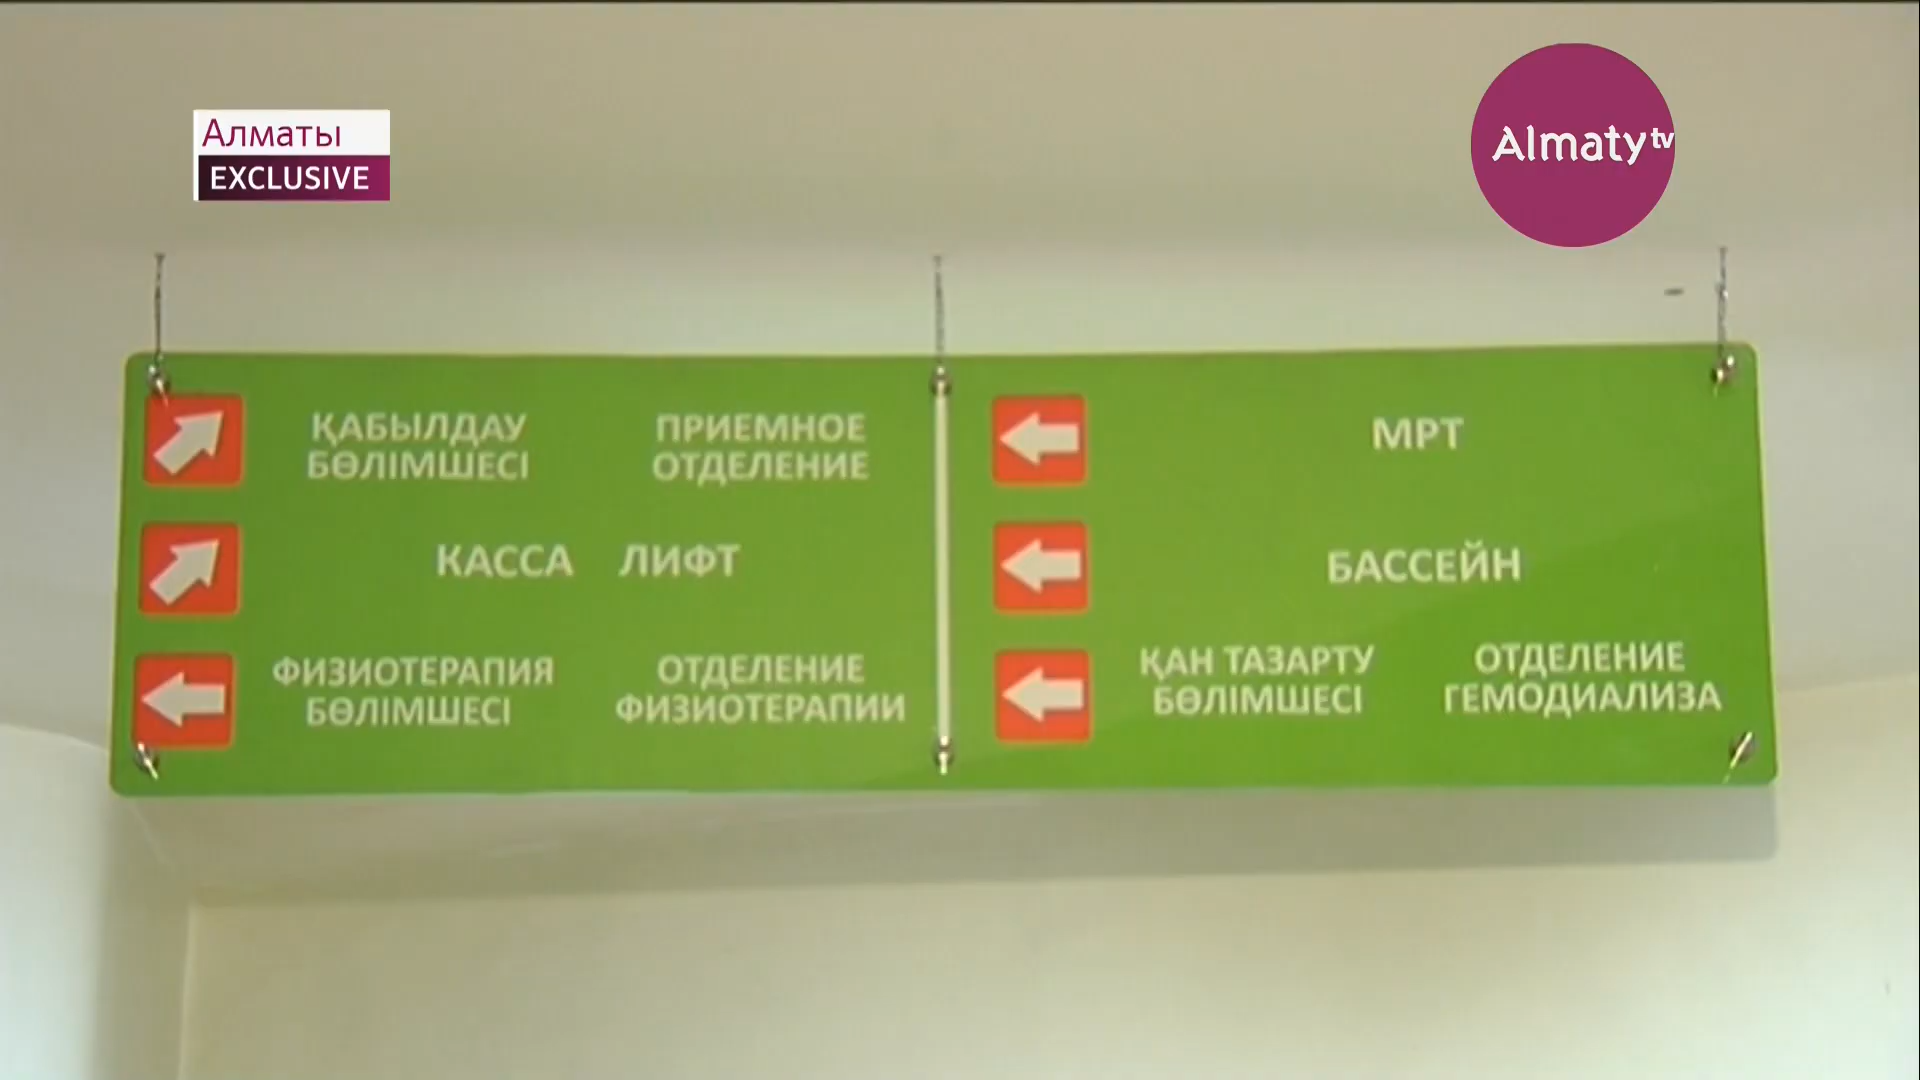 Алматы
EXCLUSIVE
Almaty tv
ҚАБЫЛДАУ
БӨЛІМШЕСІ
ПРИЕМНОЕ
ОТДЕЛЕНИЕ
КАССА ЛИФТ
ФИЗИОТЕРАПИЯ
БӨЛІМШЕСІ
ОТДЕЛЕНИЕ
ФИЗИОТЕРАПИИ
МРТ
БАССЕЙН
ҚАН ТАЗАРТУ
БӨЛІМШЕСІ
ОТДЕЛЕНИЕ
ГЕМОДИАЛИЗА